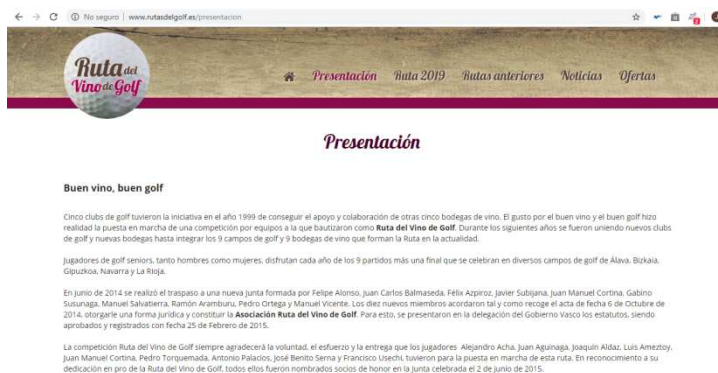 No seguro | www.rutasdelgolf.es/presentacion
Ruta del
Vino de Golf
Presentación Ruta 2019 Rutas anteriores Noticias Ofertas
Presentación
Buen vino, buen golf
Cinco clubs de golf tuvieron la iniciativa en el año 1999 de conseguir el apoyo y colaboración de otras cinco bodegas de vino. El gusto por el buen vino y el buen golf hizo
realidad la puesta en marcha de una competición por equipos a la que bautizaron como Ruta del Vino de Golf. Durante los siguientes años se fueron uniendo nuevos clubs
de golf y nuevas bodegas hasta integrar los 9 campos de golf y 9 bodegas de vino que forman la Ruta en la actualidad.
Jugadores de golf seniors, tanto hombres como mujeres, disfrutan cada año de los 9 partidos más una final que se celebran en diversos campos de golf de Álava, Bizkaia,
Gipuzkoa, Navarra y La Rioja.
En junio de 2014 se realizó el traspaso a una nueva junta formada por Felipe Alonso, Juan Carlos Balmaseda, Félix Azpiroz, Javier Subijana, Juan Manuel Cortina, Gabino
Susunaga, Manuel Salvatierra, Ramón Aramburu, Pedro Ortega y Manuel Vicente. Los diez nuevos miembros acordaron tal y como recoge el acta de fecha 6 de Octubre de
2014, otorgarle una forma jurídica y constituir la Asociación Ruta del Vino de Golf. Para esto, se presentaron en la delegación del Gobierno Vasco los estatutos, siendo
aprobados y registrados con fecha 25 de Febrero de 2015.
La competición Ruta del Vino de Golf siempre agradecerá la voluntad, el esfuerzo y la entrega que los jugadores Alejandro Acha, Juan Aguinaga, Joaquín Aldaz, Luis Ameztoy,
Juan Manuel Cortina, Pedro Torquemada, Antonio Palacios, José Benito Serna y Francisco Usechi, tuvieron para la puesta en marcha de esta ruta. En reconocimiento a su
dedicación en pro de la Ruta del Vino de Golf, todos ellos fueron nombrados socios de honor en la Junta celebrada el 2 de junio de 2015.